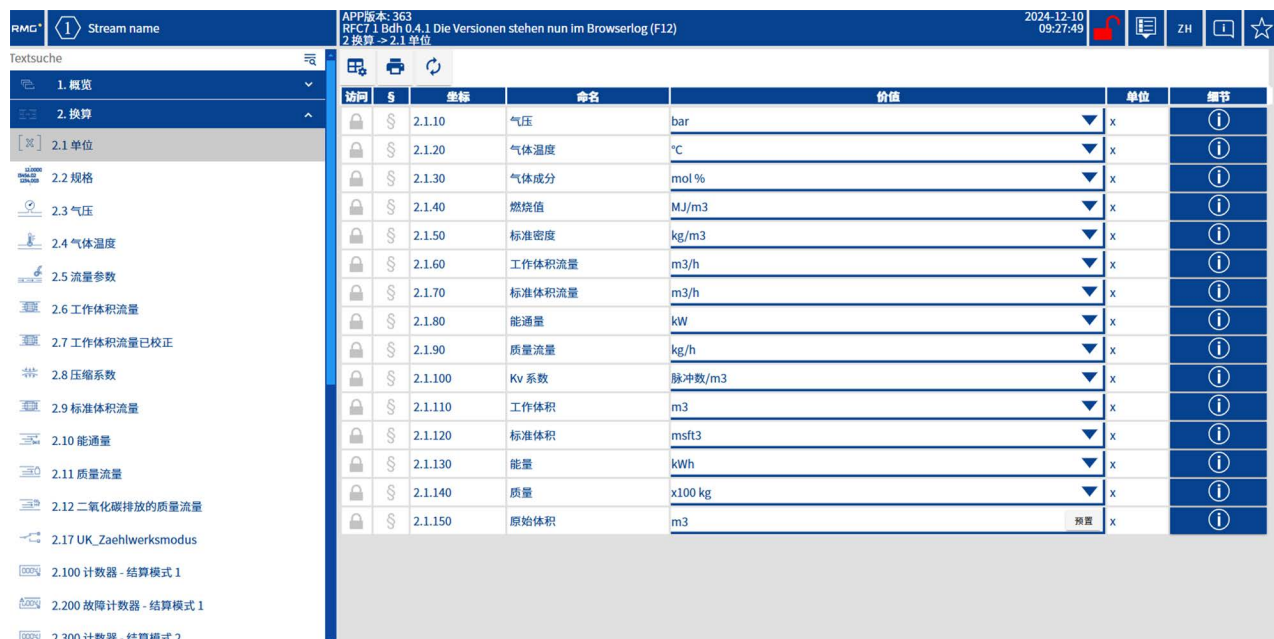 RMG 1 Stream name
APP版本: 363
RFC7 1 Bdh 0.4.1 Die Versionen stehen nun im Browserlog (F12)
2 换算 -> 2.1 单位
2024-12-10
09:27:49
ZH
Textsuche
1. 概览
2. 换算
2.1 单位
2.2 规格
2.3 气压
2.4 气体温度
2.5 流量参数
2.6 工作体积流量
2.7 工作体积流量已校正
2.8 压缩系数
2.9 标准体积流量
2.10 能通量
2.11 质量流量
2.12 二氧化碳排放的质量流量
2.17 UK_Zaehlwerksmodus
2.100 计数器 - 结算模式 1
2.200 故障计数器 - 结算模式 1
2.300 计数器 - 结算模式 2
访问 § 坐标 命名 价值 单位 细节
§ 2.1.10 气压 bar x
§ 2.1.20 气体温度 °C x
§ 2.1.30 气体成分 mol % x
§ 2.1.40 燃烧值 MJ/m3 x
§ 2.1.50 标准密度 kg/m3 x
§ 2.1.60 工作体积流量 m3/h x
§ 2.1.70 标准体积流量 m3/h x
§ 2.1.80 能通量 kW x
§ 2.1.90 质量流量 kg/h x
§ 2.1.100 Kv 系数 脉冲数/m3 x
§ 2.1.110 工作体积 m3 x
§ 2.1.120 标准体积 msft3 x
§ 2.1.130 能量 kWh x
§ 2.1.140 质量 x100 kg x
§ 2.1.150 原始体积 m3 预置 x